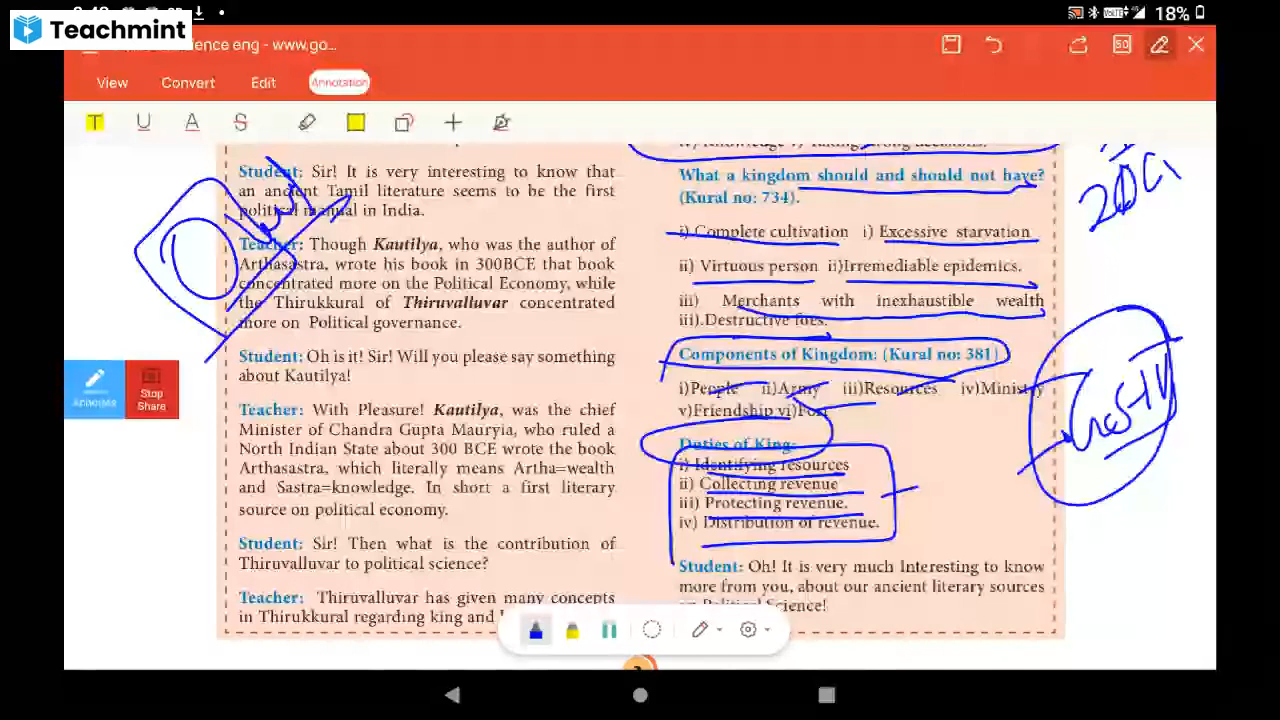 Teachmint
18%
ence eng - www.go...
50
View Convert Edit Annotation
T U A S
Student: Sir! It is very interesting to know that
an ancient Tamil literature seems to be the first
political manual in India.
Teacher: Though Kautilya, who was the author of
Arthasastra, wrote his book in 300BCE that book
concentrated more on the Political Economy, while
the Thirukkural of Thiruvalluvar concentrated
more on Political governance.
Student: Oh is it! Sir! Will you please say something
about Kautilya!
Teacher: With Pleasure! Kautilya, was the chief
Minister of Chandra Gupta Mauryia, who ruled a
North Indian State about 300 BCE wrote the book
Arthasastra, which literally means Artha=wealth
and Sastra=knowledge. In short a first literary
source on political economy.
Student: Sir! Then what is the contribution of
Thiruvalluvar to political science?
Teacher: Thiruvalluvar has given many concepts
in Thirukkural regarding king and
What a kingdom should and should not have?
(Kural no: 734).
i) Complete cultivation i) Excessive starvation
ii) Virtuous person ii)Irremediable epidemics.
iii) Merchants with inexhaustible wealth
iii).Destructive foes.
Components of Kingdom: (Kural no: 381)
i)People ii)Army iii)Resources iv)Ministry
v)Friendship vi)Fort
Duties of King:
i) Identifying resources
ii) Collecting revenue
iii) Protecting revenue.
iv) Distribution of revenue.
Student: Oh! It is very much Interesting to know
more from you, about our ancient literary sources
on Political Science!
Annotate
Stop
Share